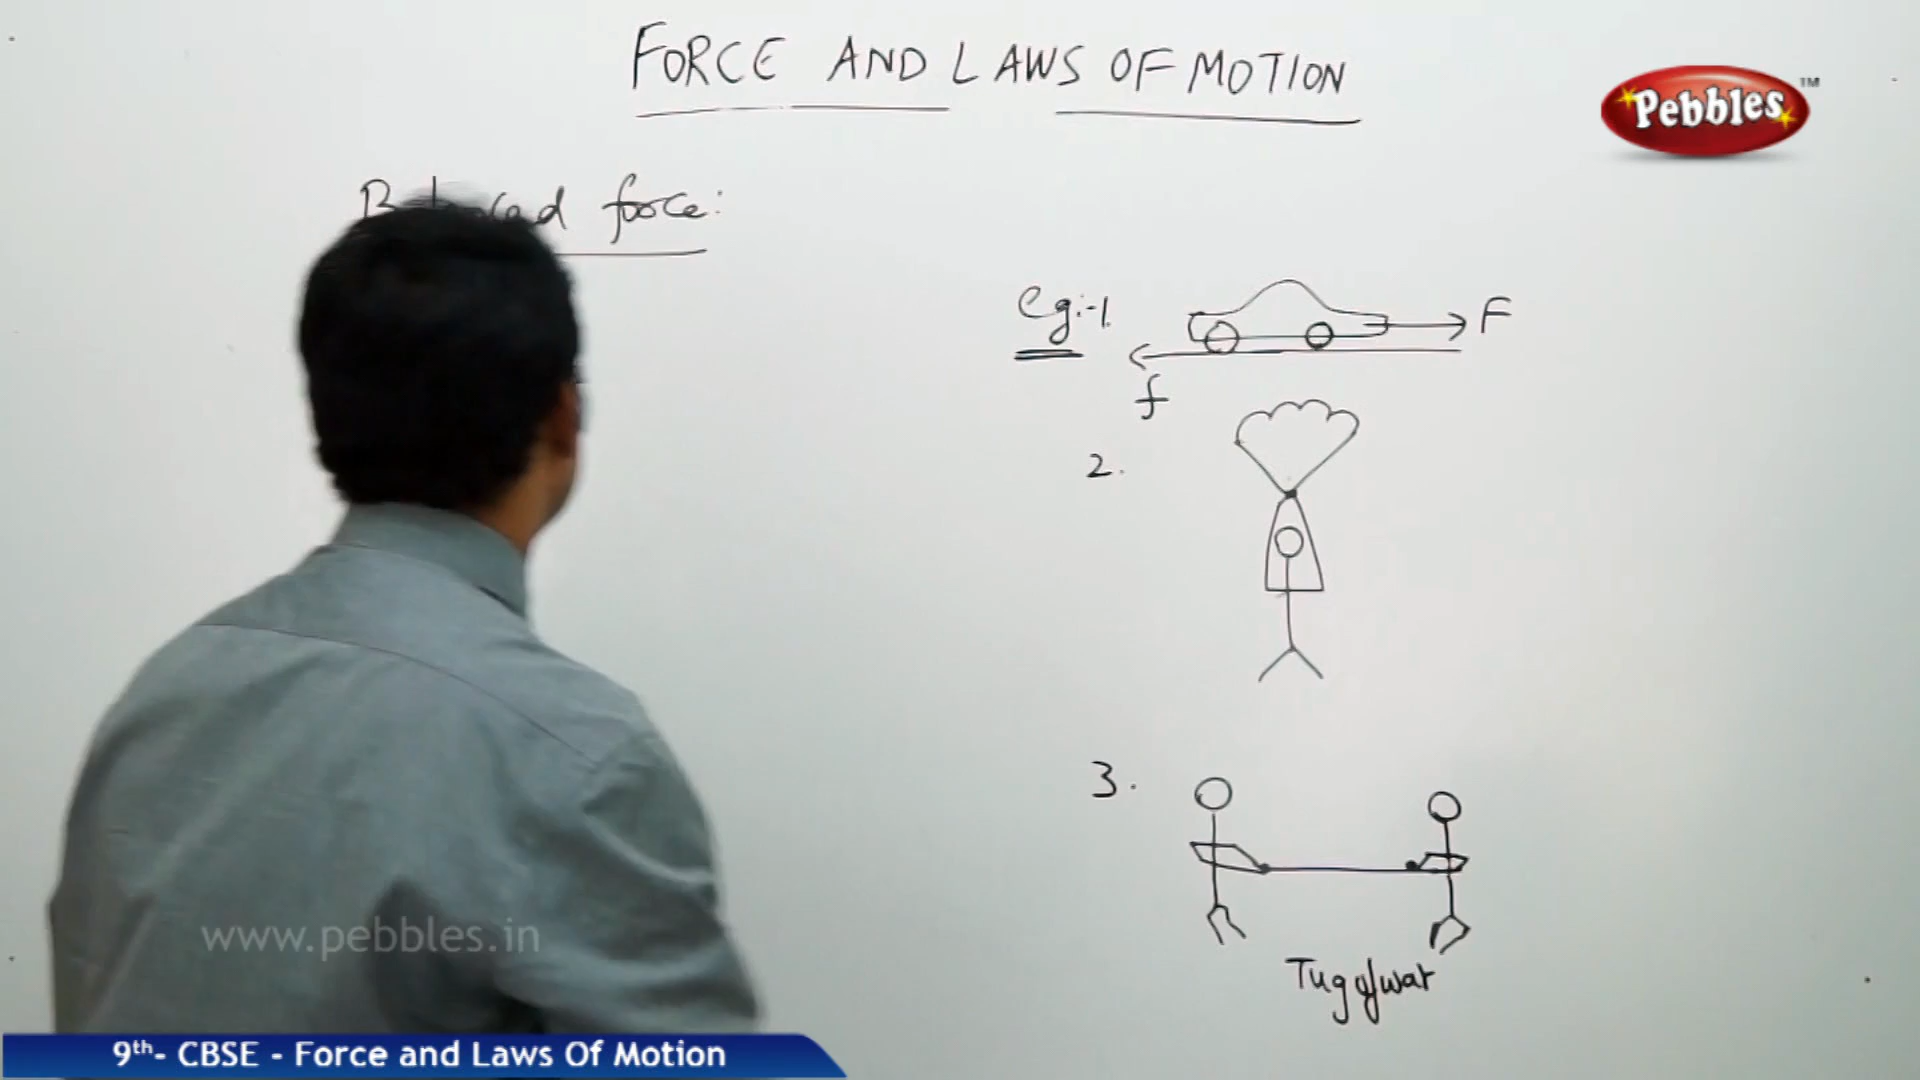 FORCE AND LAWS OF MOTION
Pebbles™
force:
Eg:-1.
F
f
2.
3.
Tug of war
www.pebbles.in
9th- CBSE - Force and Laws Of Motion